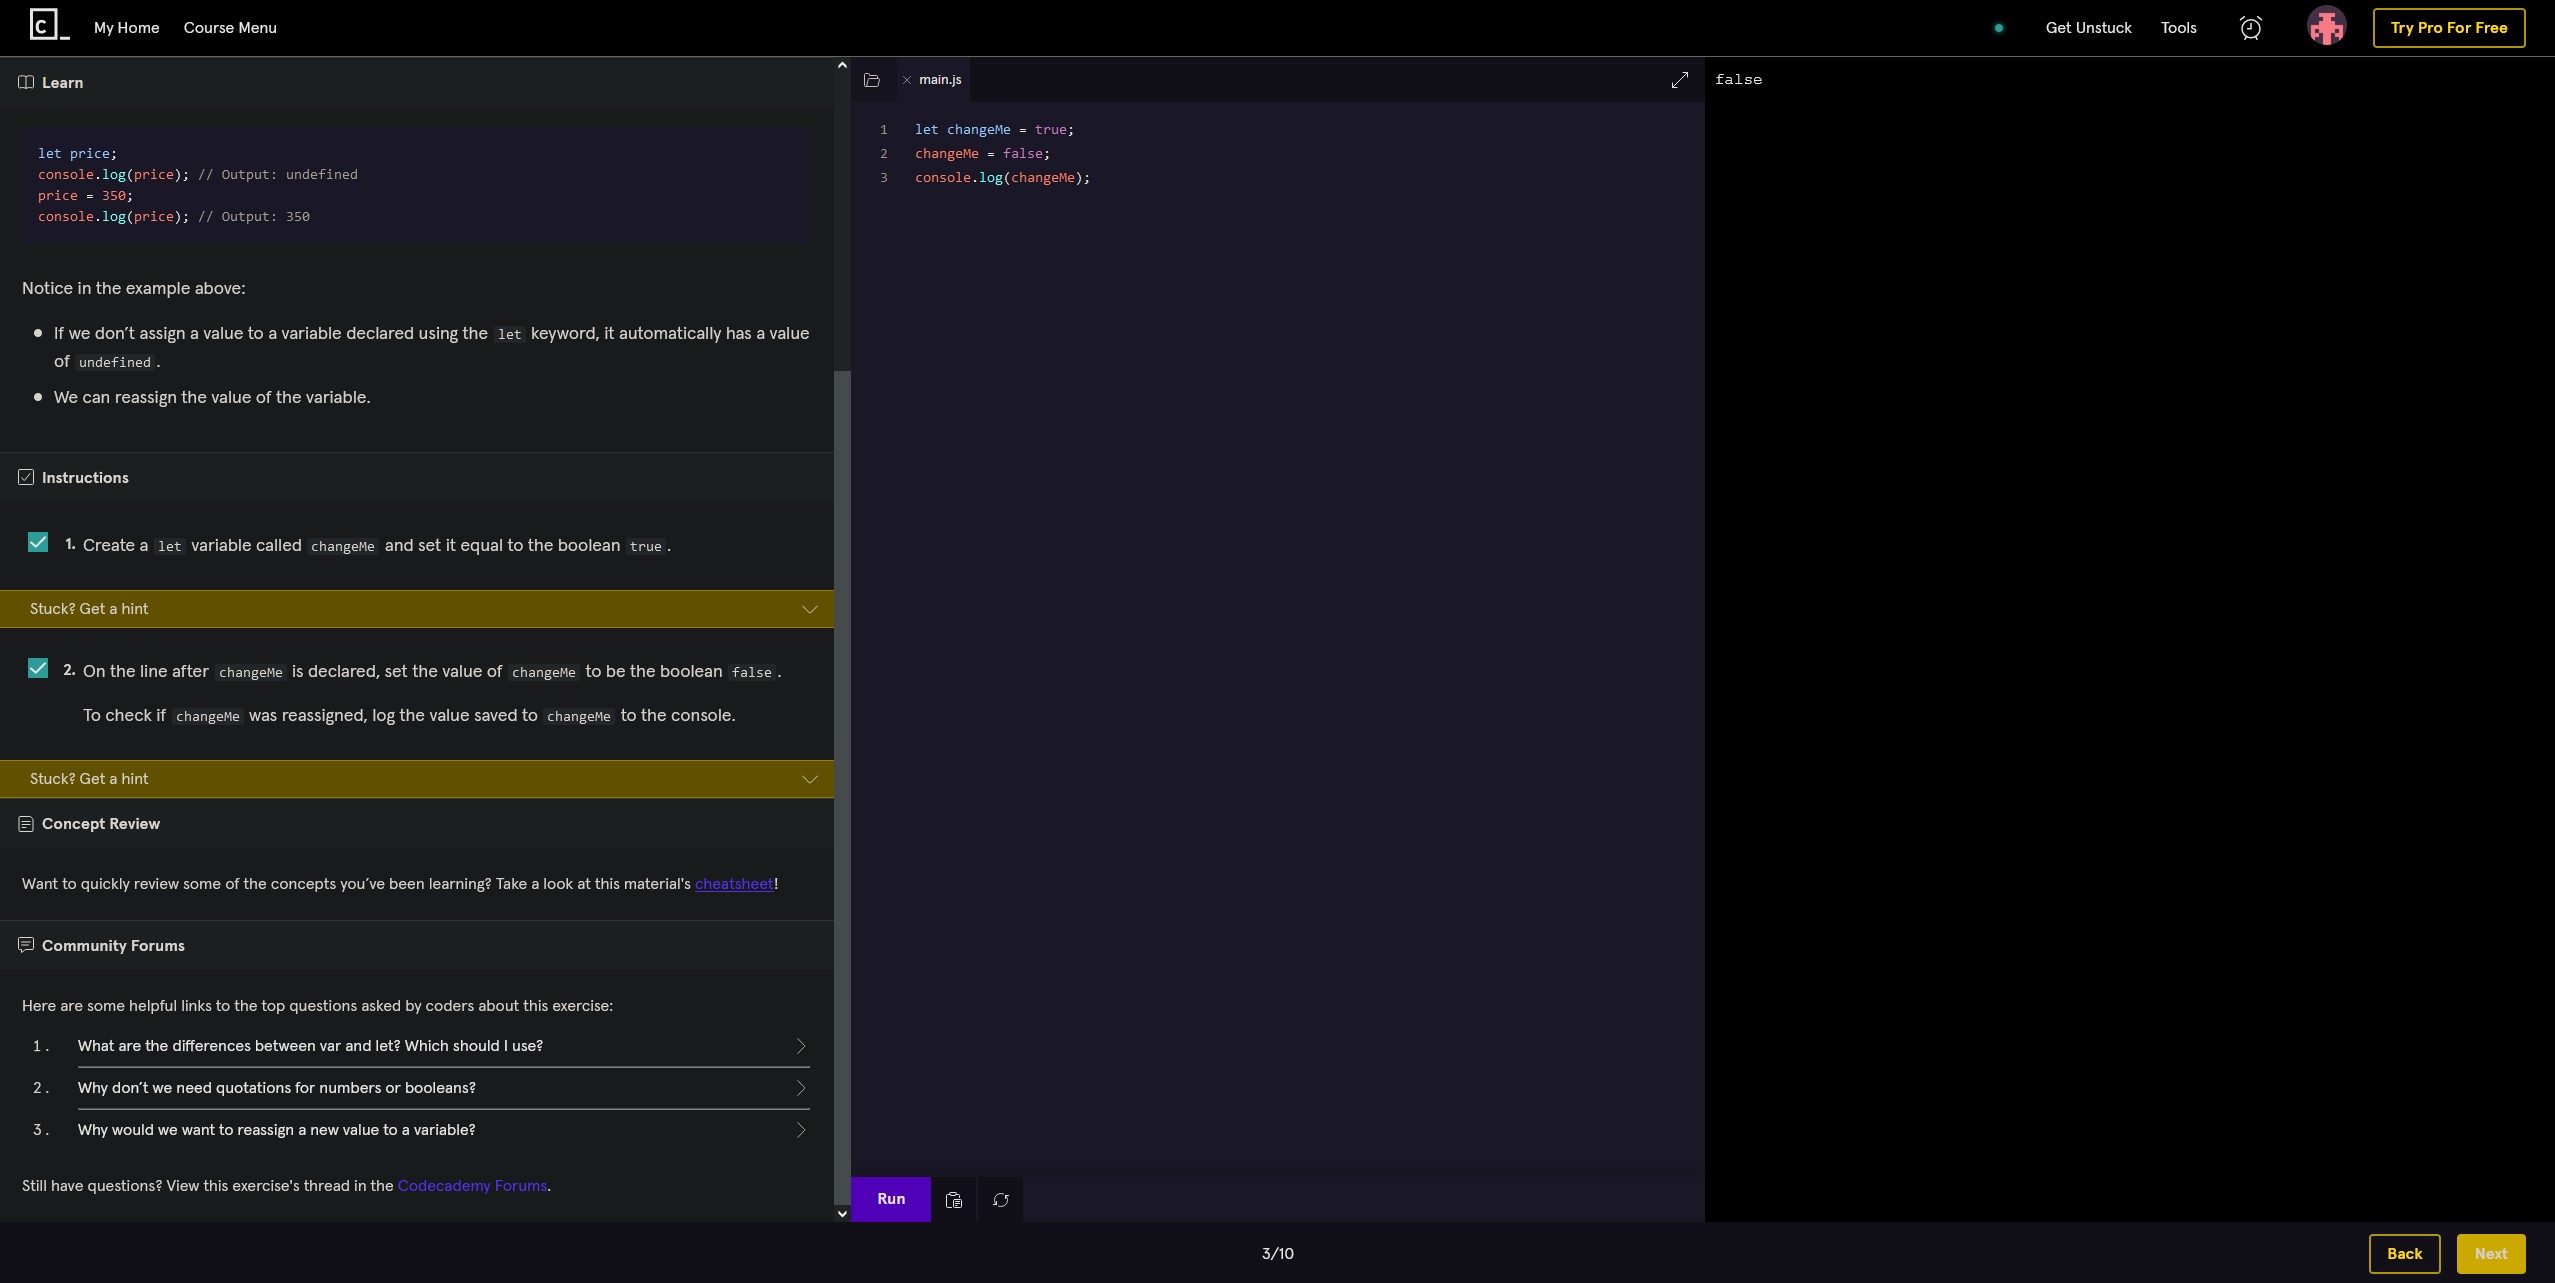 C_
My Home
Course Menu
Get Unstuck
Tools
Try Pro For Free
Learn
let price;
console.log(price); // Output: undefined
price = 350;
console.log(price); // Output: 350
Notice in the example above:
• If we don’t assign a value to a variable declared using the let keyword, it automatically has a value
of undefined.
• We can reassign the value of the variable.
Instructions
1. Create a let variable called changeMe and set it equal to the boolean true.
Stuck? Get a hint
2. On the line after changeMe is declared, set the value of changeMe to be the boolean false.
To check if changeMe was reassigned, log the value saved to changeMe to the console.
Stuck? Get a hint
Concept Review
Want to quickly review some of the concepts you’ve been learning? Take a look at this material's cheatsheet!
Community Forums
Here are some helpful links to the top questions asked by coders about this exercise:
1. What are the differences between var and let? Which should I use?
2. Why don’t we need quotations for numbers or booleans?
3. Why would we want to reassign a new value to a variable?
Still have questions? View this exercise's thread in the Codecademy Forums.
main.js
1 let changeMe = true;
2 changeMe = false;
3 console.log(changeMe);
Run
false
3/10
Back
Next